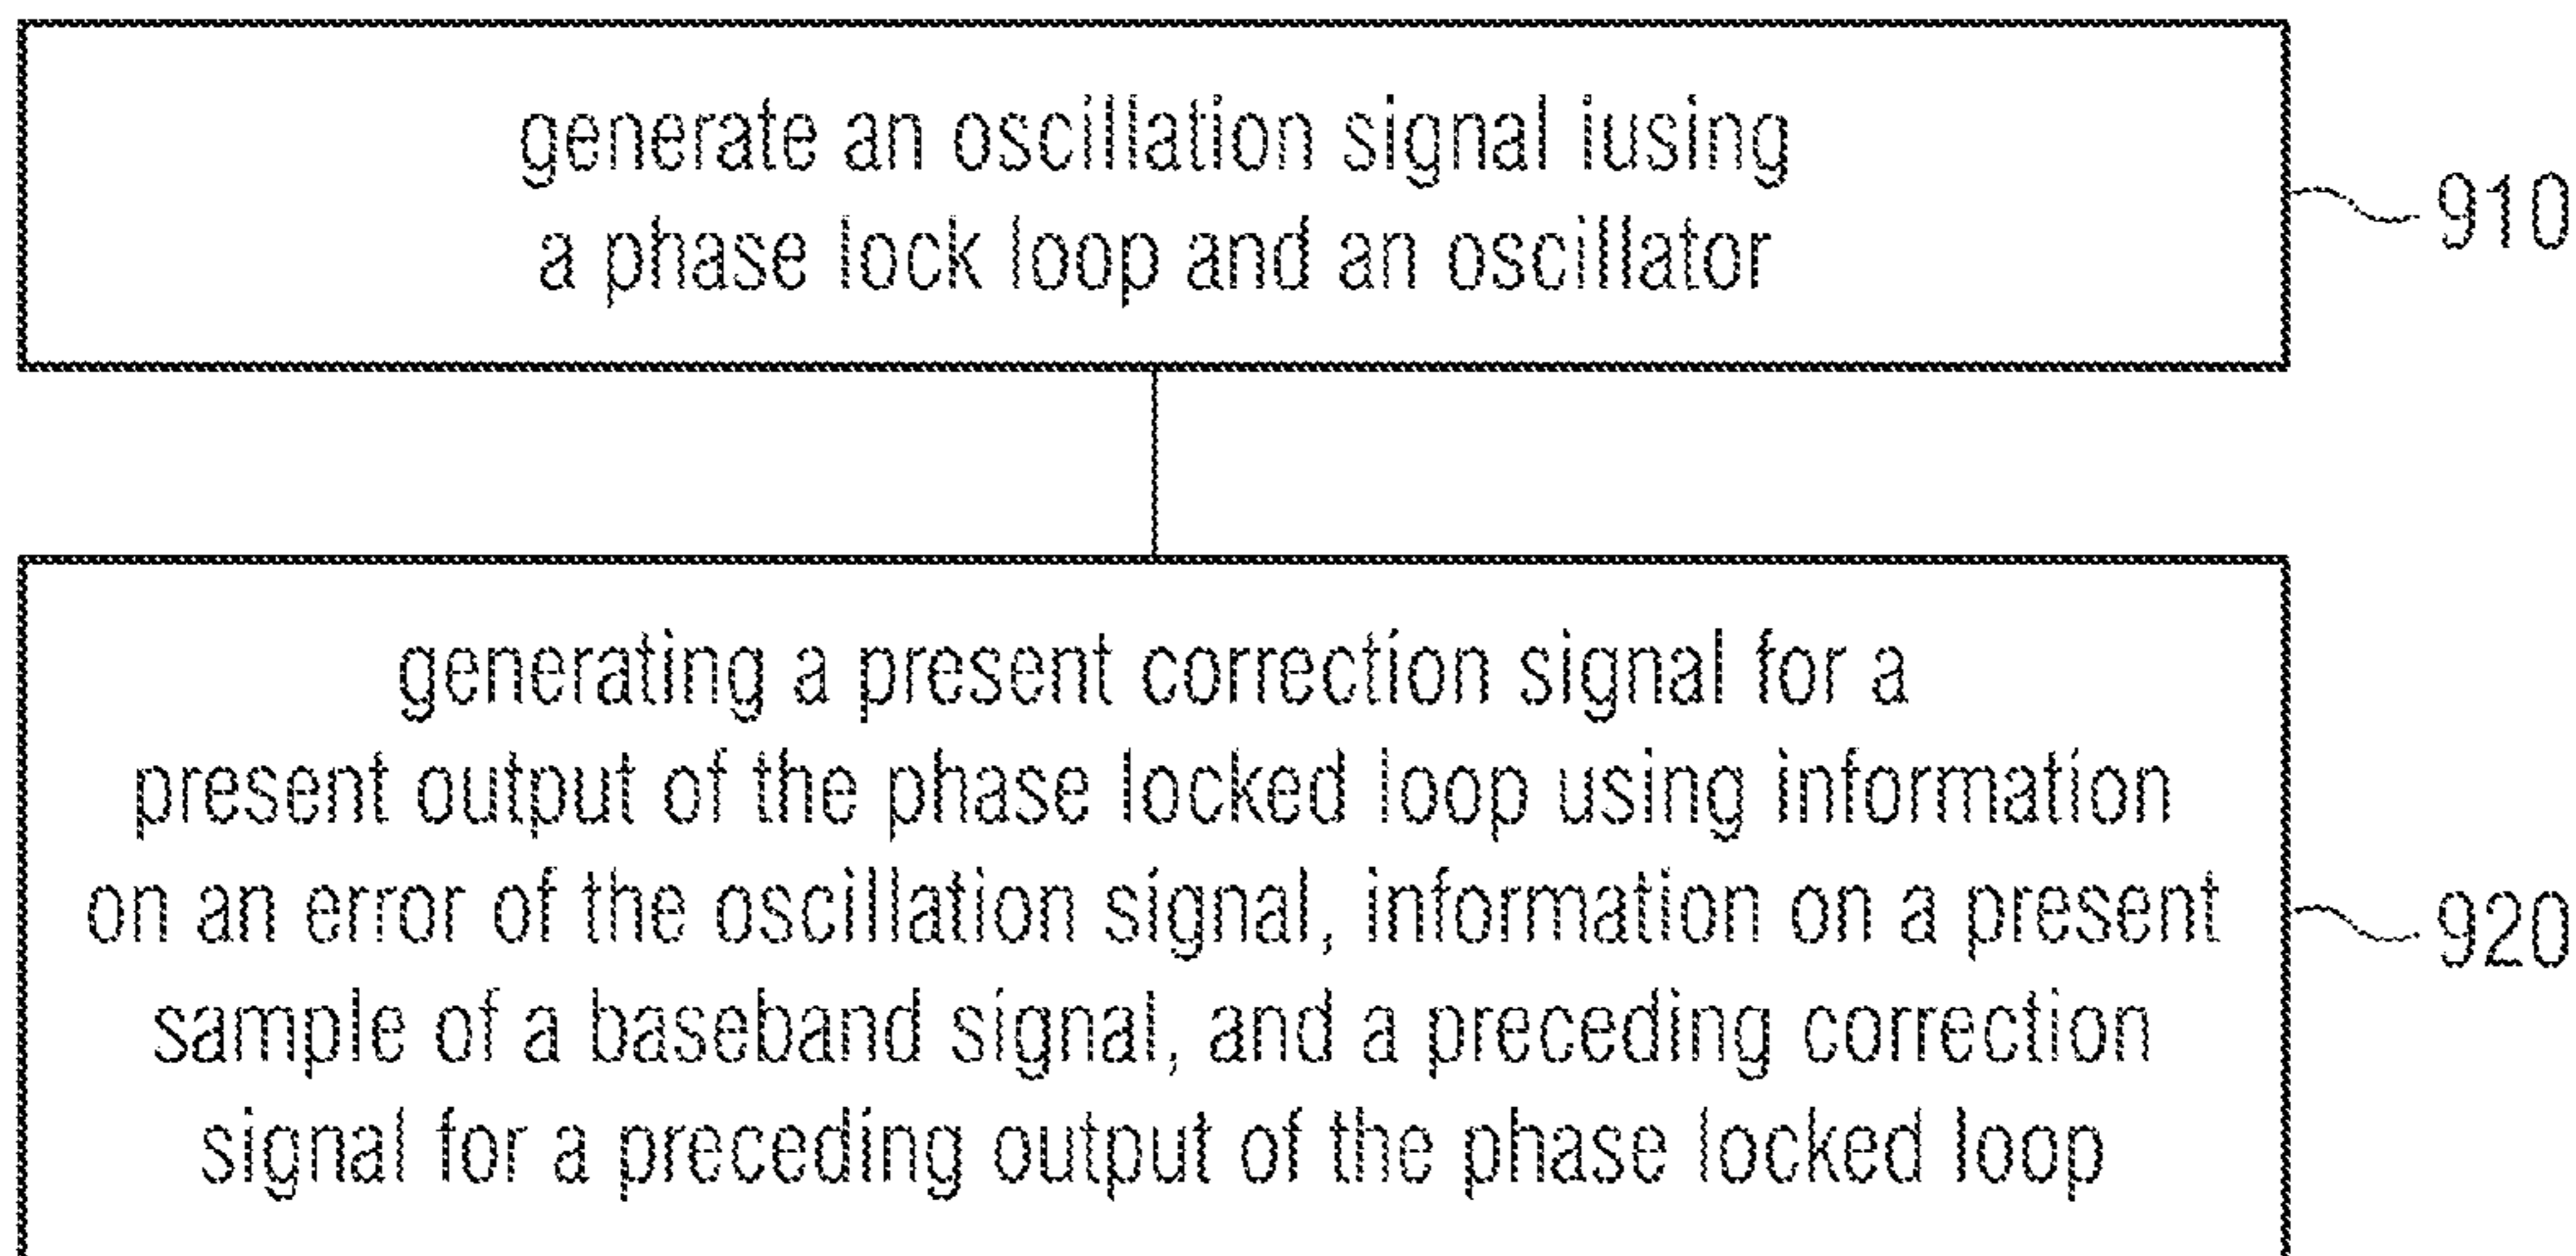 generate an oscillation signal iusing
a phase lock loop and an oscillator
910
generating a present correction signal for a
present output of the phase locked loop using information
on an error of the oscillation signal, information on a present
sample of a baseband signal, and a preceding correction
signal for a preceding output of the phase locked loop
920